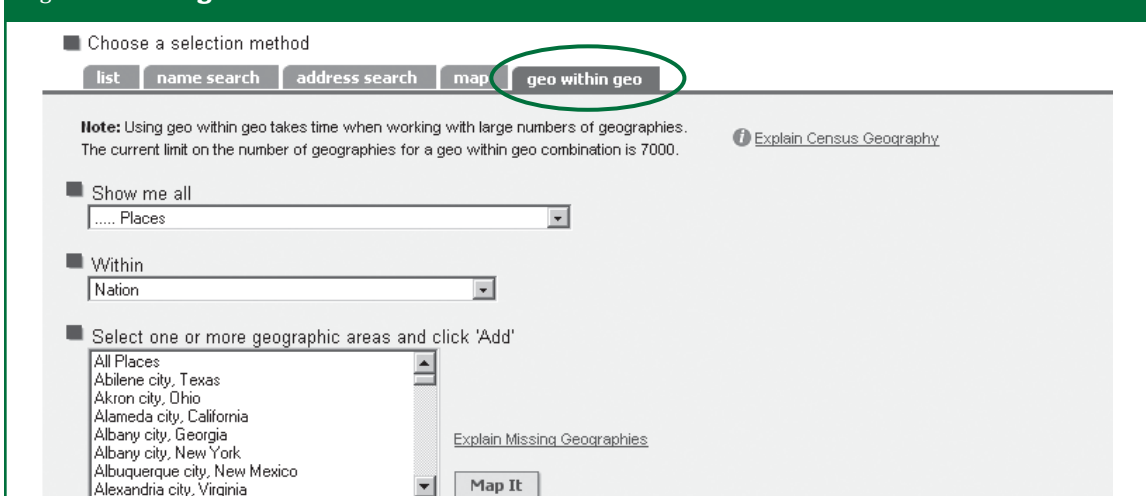 Choose a selection method
list name search address search map geo within geo
Note: Using geo within geo takes time when working with large numbers of geographies.
The current limit on the number of geographies for a geo within geo combination is 7000.
i Explain Census Geography
Show me all
..... Places
Within
Nation
Select one or more geographic areas and click 'Add'
All Places
Abilene city, Texas
Akron city, Ohio
Alameda city, California
Albany city, Georgia
Albany city, New York
Albuquerque city, New Mexico
Alexandria city, Virginia
Explain Missing Geographies
Map It